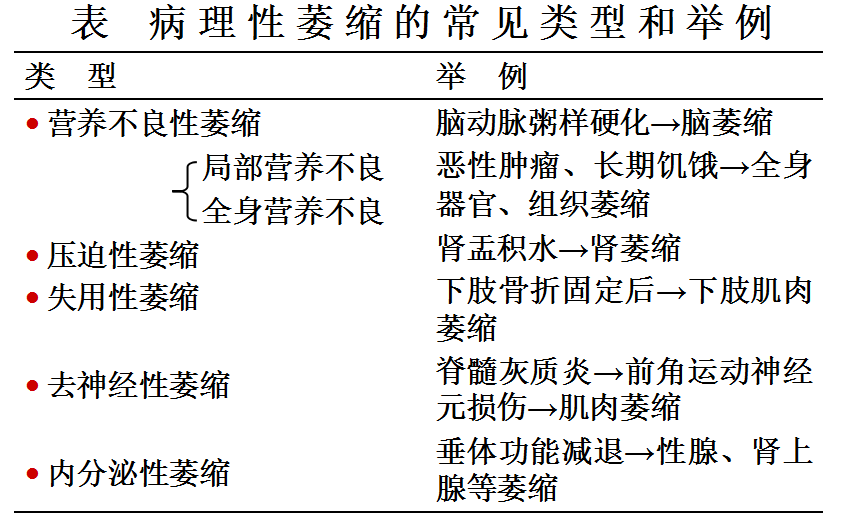 表 病理性萎缩的常见类型和举例
类 型 举 例
• 营养不良性萎缩 脑动脉粥样硬化→脑萎缩
局部营养不良 恶性肿瘤、长期饥饿→全身
全身营养不良 器官、组织萎缩
• 压迫性萎缩 肾盂积水→肾萎缩
• 失用性萎缩 下肢骨折固定后→下肢肌肉
萎缩
• 去神经性萎缩 脊髓灰质炎→前角运动神经
元损伤→肌肉萎缩
• 内分泌性萎缩 垂体功能减退→性腺、肾上
腺等萎缩